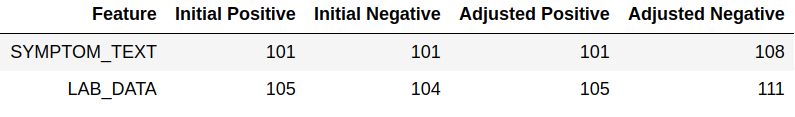 Feature Initial Positive Initial Negative Adjusted Positive Adjusted Negative
SYMPTOM_TEXT 101 101 101 108
LAB_DATA 105 104 105 111